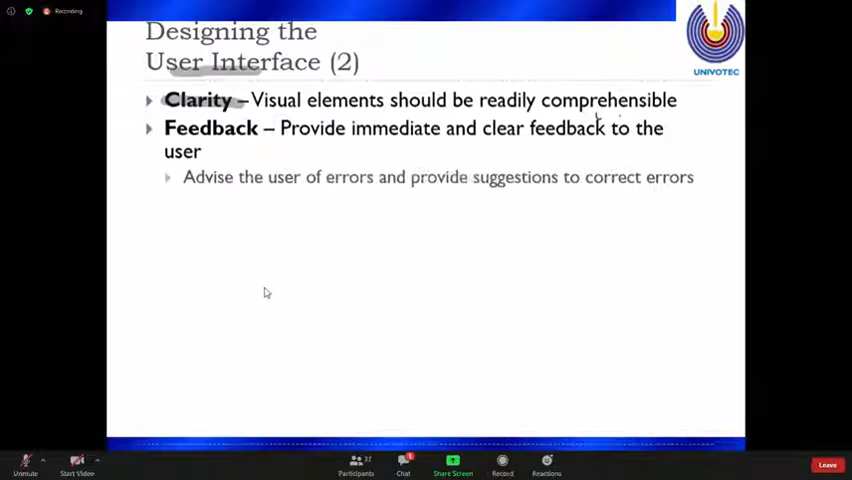 Recording
Designing the
User Interface (2)
UNIVOTEC
Clarity – Visual elements should be readily comprehensible
Feedback – Provide immediate and clear feedback to the
user
Advise the user of errors and provide suggestions to correct errors
Unmute
Start Video
Participants
37
Chat
1
Share Screen
Record
Reactions
Leave